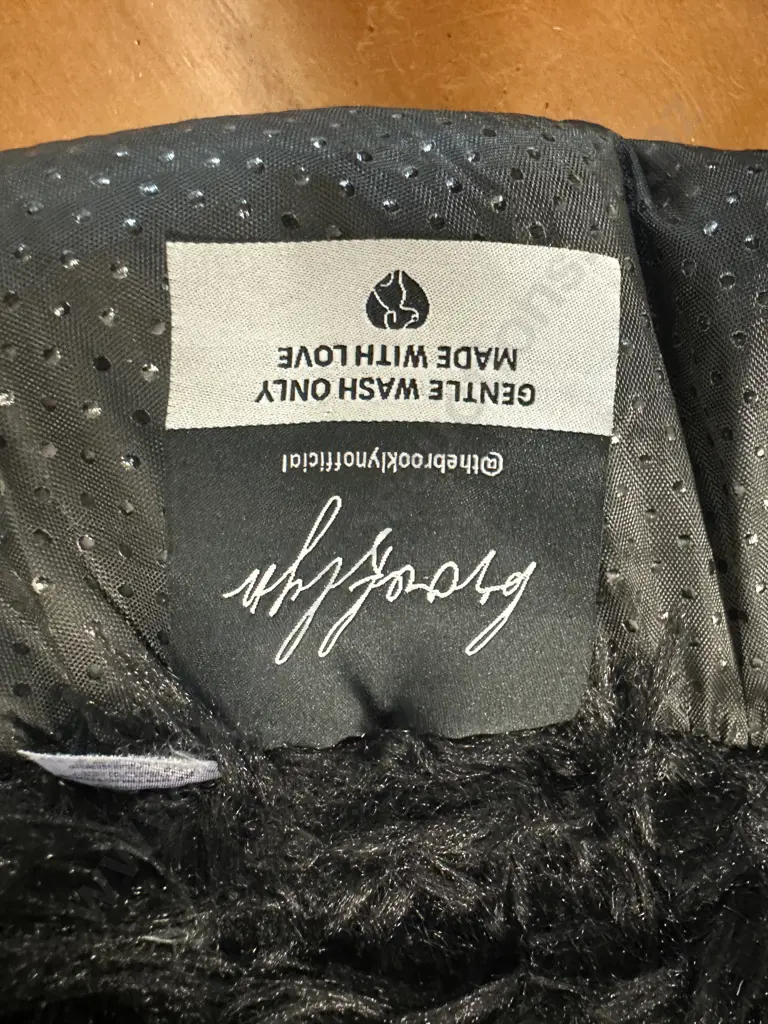 brooklyn
@thebrooklynofficial
GENTLE WASH ONLY
MADE WITH LOVE